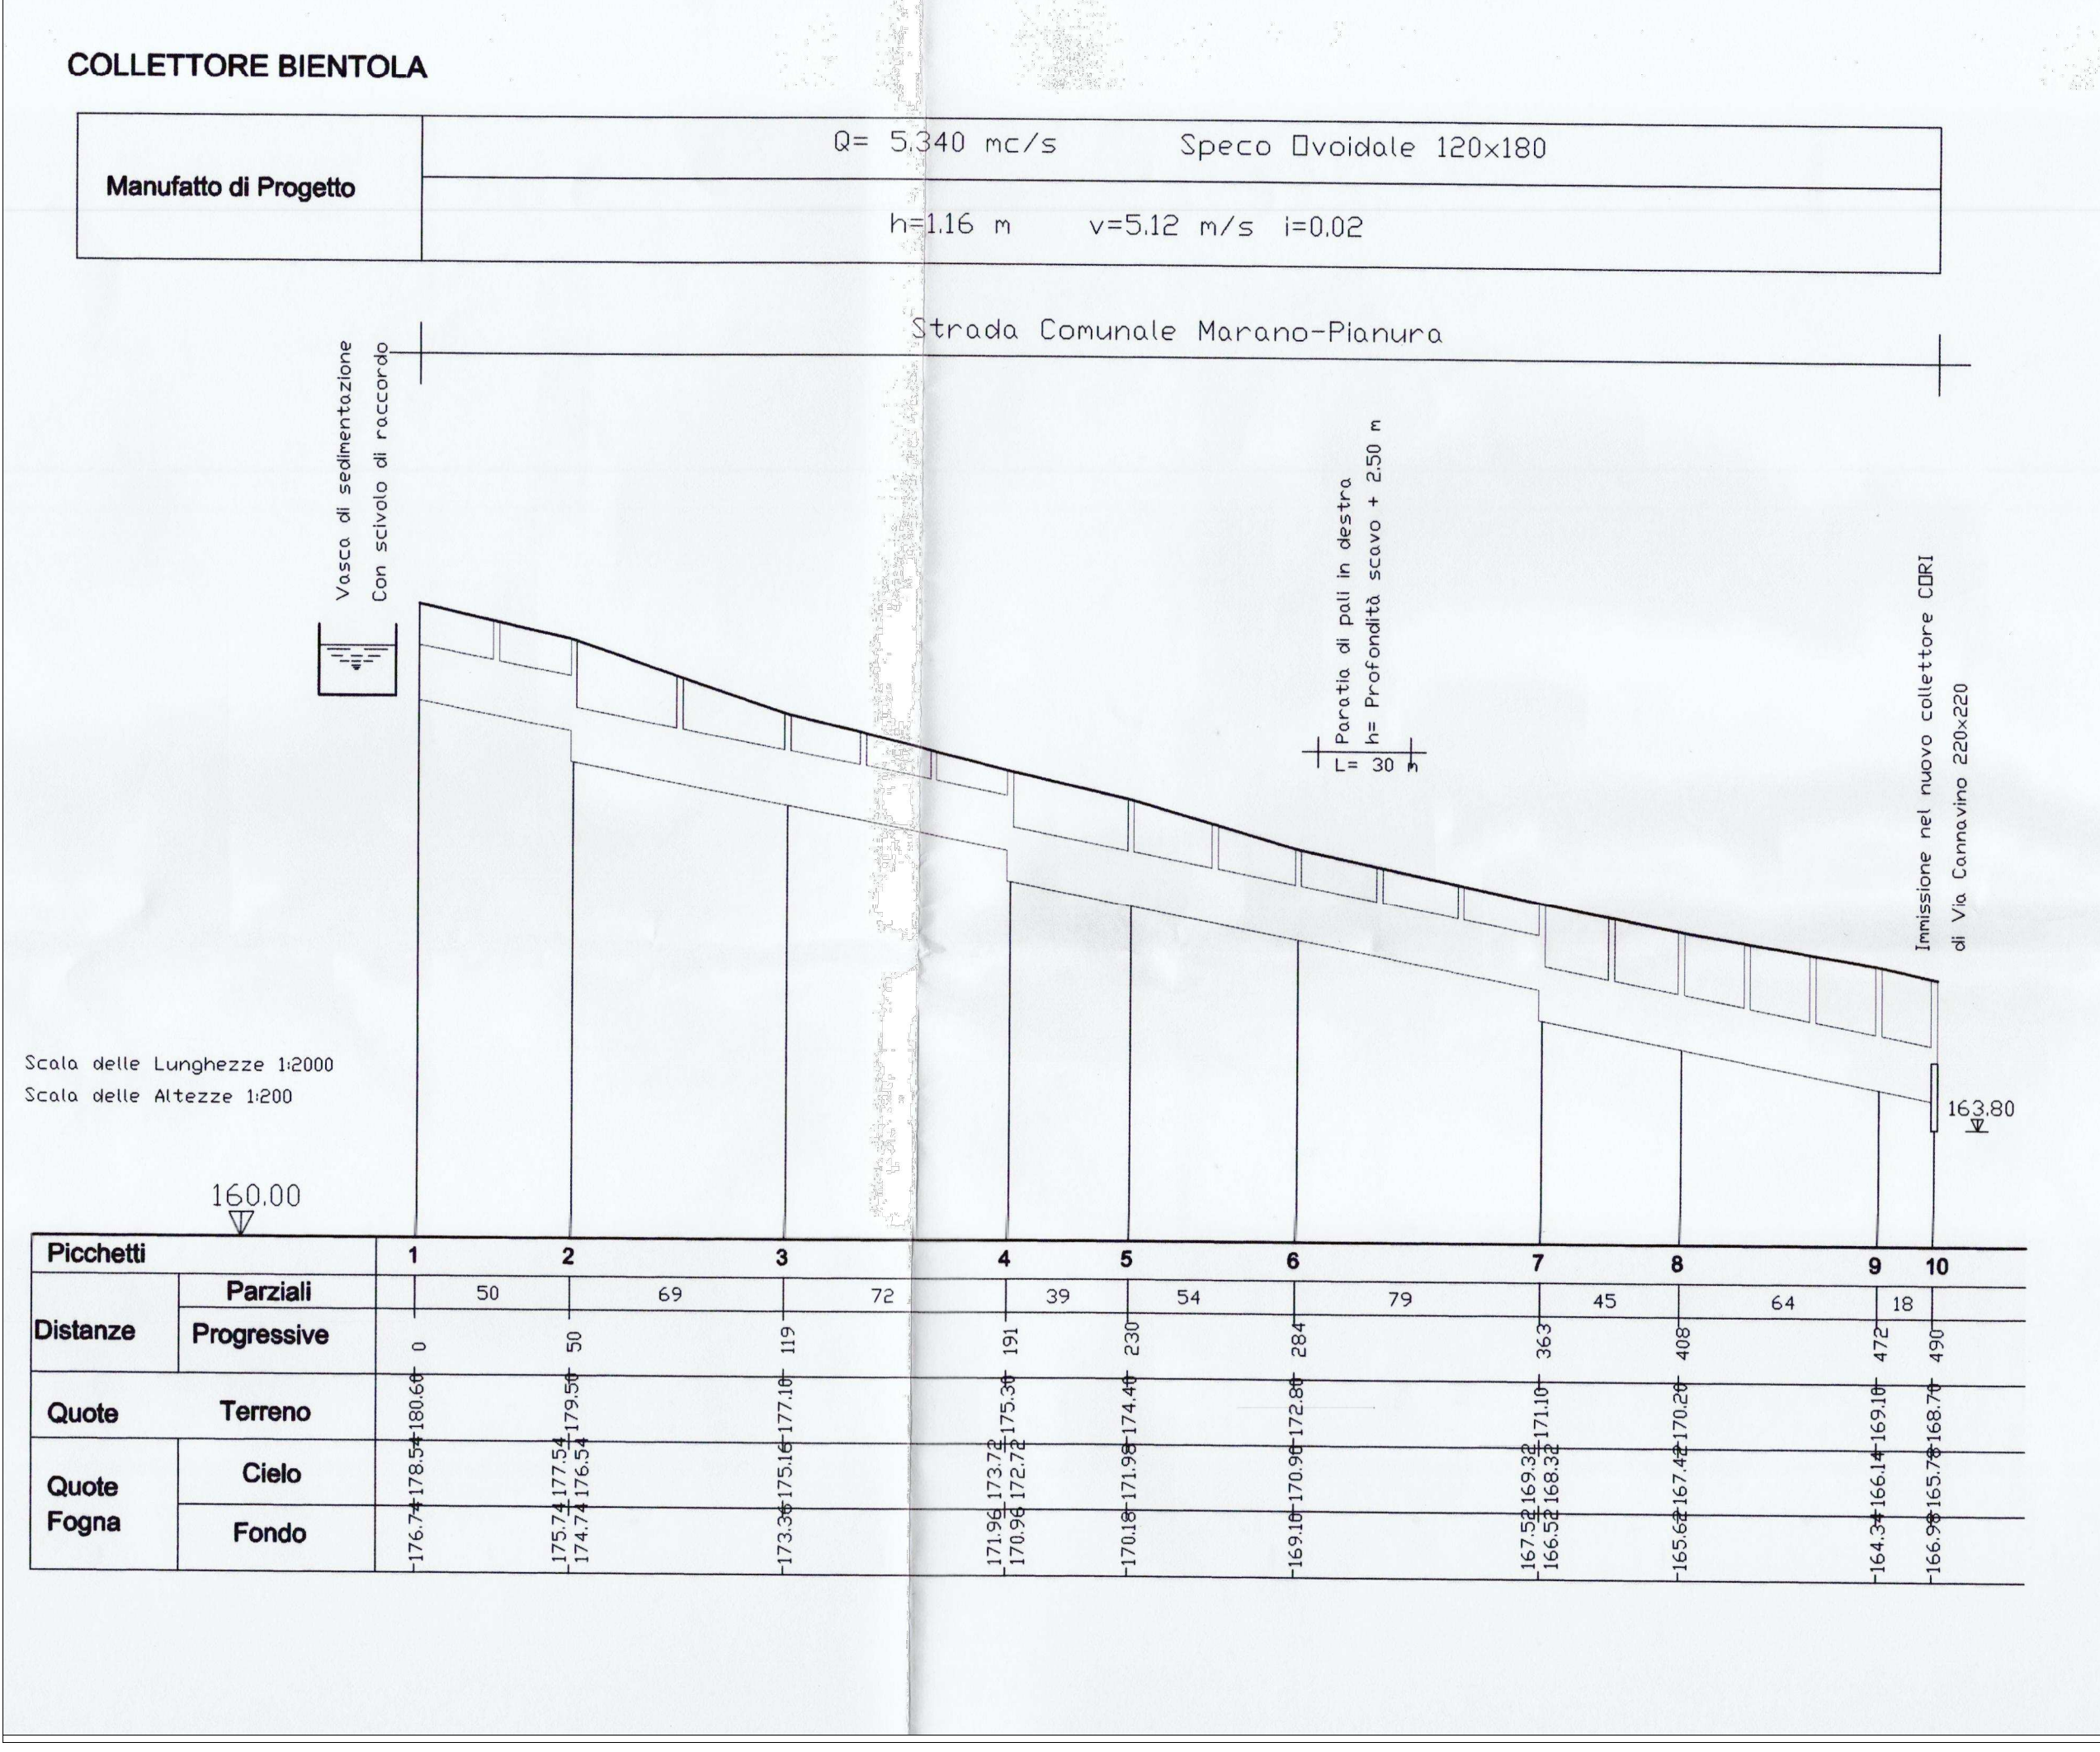 COLLETTORE BIENTOLA
Manufatto di Progetto
Q= 5.340 mc/s Speco Ovoidale 120x180
h=1.16 m v=5.12 m/s i=0.02
Strada Comunale Marano-Pianura
Vasca di sedimentazione
Con scivolo di raccordo
Paratia di pali in destra
h= Profondità scavo + 2.50 m
L= 30 m
Immissione nel nuovo collettore CORI
di Via Cannavino 220x220
163.80
Scala delle Lunghezze 1:2000
Scala delle Altezze 1:200
160.00
Picchetti 1 2 3 4 5 6 7 8 9 10
Distanze
Parziali 50 69 72 39 54 79 45 64 18
Progressive 0 50 119 191 230 284 363 408 472 490
Quote Terreno 180.60 179.50 177.10 175.30 174.40 172.80 171.10 170.20 169.10 168.70
Quote Fogna
Cielo 178.54 177.54 176.54 175.16 173.72 172.72 171.98 170.90 169.32 168.32 167.42 166.14 165.78
Fondo 176.74 175.74 174.74 173.36 171.96 170.96 170.18 169.10 167.52 166.52 165.62 164.34 166.98